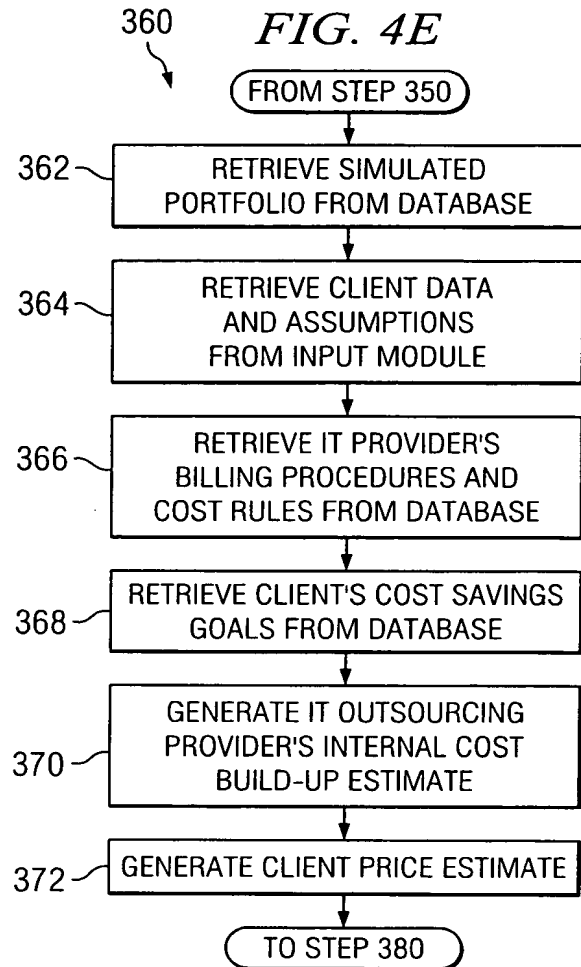 360
FIG. 4E
FROM STEP 350
362
RETRIEVE SIMULATED
PORTFOLIO FROM DATABASE
364
RETRIEVE CLIENT DATA
AND ASSUMPTIONS
FROM INPUT MODULE
366
RETRIEVE IT PROVIDER'S
BILLING PROCEDURES AND
COST RULES FROM DATABASE
368
RETRIEVE CLIENT'S COST SAVINGS
GOALS FROM DATABASE
370
GENERATE IT OUTSOURCING
PROVIDER'S INTERNAL COST
BUILD-UP ESTIMATE
372
GENERATE CLIENT PRICE ESTIMATE
TO STEP 380